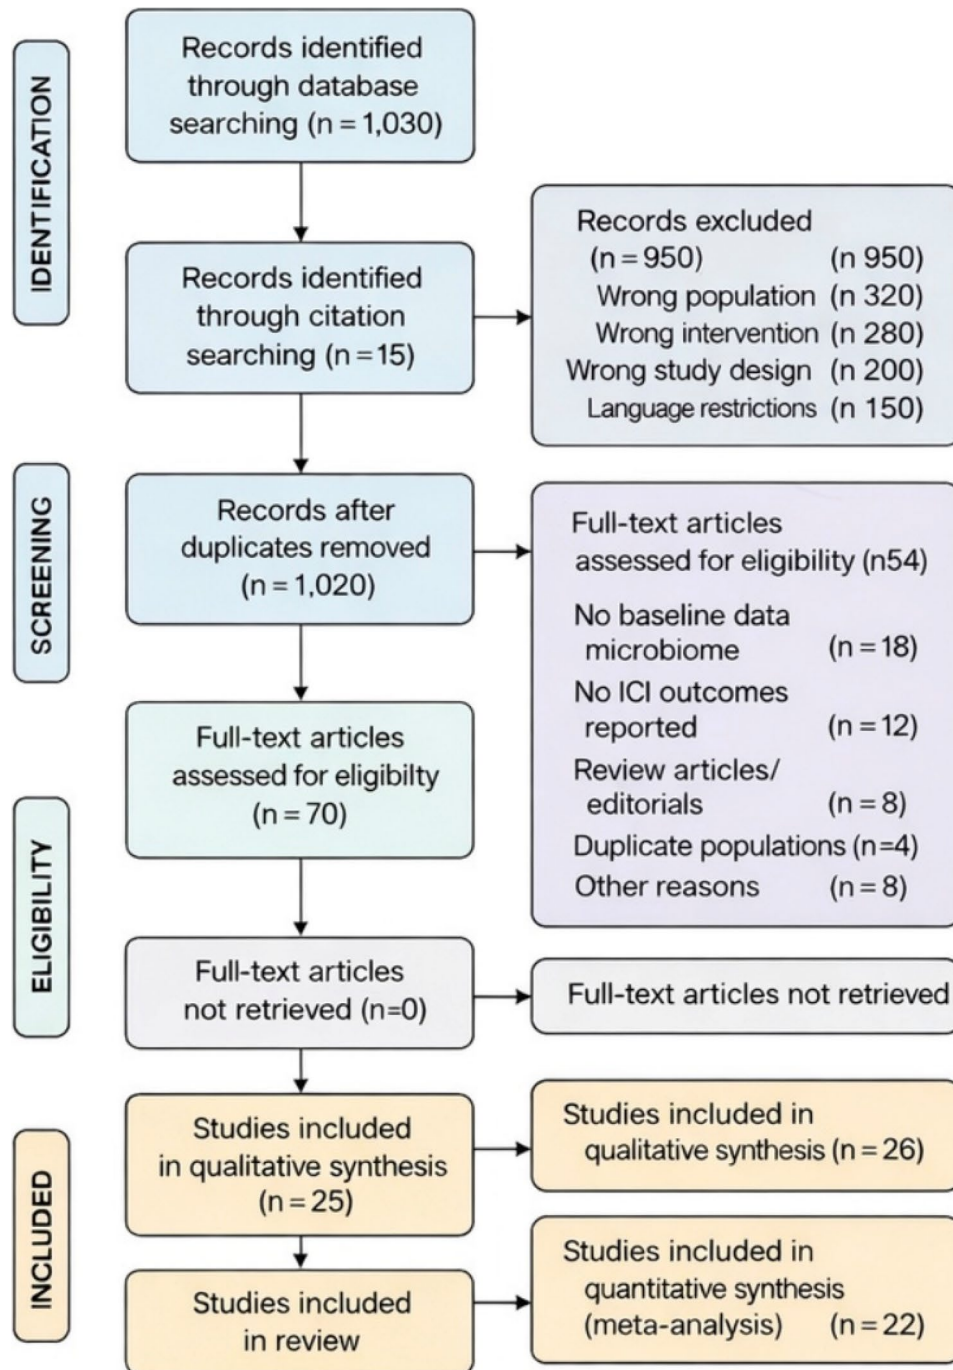 IDENTIFICATION
Records identified
through database
searching (n = 1,030)
Records identified
through citation
searching (n = 15)
Records excluded
(n = 950) (n 950)
Wrong population (n 320)
Wrong intervention (n 280)
Wrong study design (n 200)
Language restrictions (n 150)
SCREENING
Records after
duplicates removed
(n = 1,020)
Full-text articles
assessed for eligibility (n54)
No baseline data
microbiome (n = 18)
No ICI outcomes
reported (n = 12)
Review articles/
editorials (n = 8)
Duplicate populations (n=4)
Other reasons (n = 8)
ELIGIBILITY
Full-text articles
assessed for eligibilty
(n = 70)
Full-text articles
not retrieved (n=0)
Full-text articles not retrieved
INCLUDED
Studies included
in qualitative synthesis
(n = 25)
Studies included in
qualitative synthesis (n = 26)
Studies included
in review
Studies included in
quantitative synthesis
(meta-analysis) (n = 22)